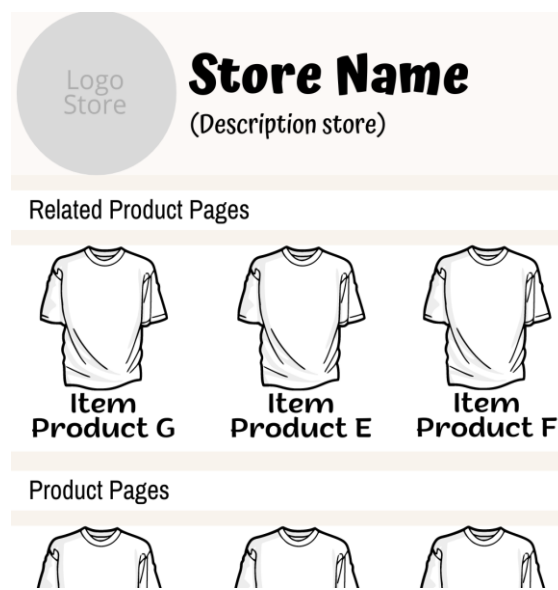 Logo
Store
Store Name
(Description store)
Related Product Pages
Item
Product G
Item
Product E
Item
Product F
Product Pages